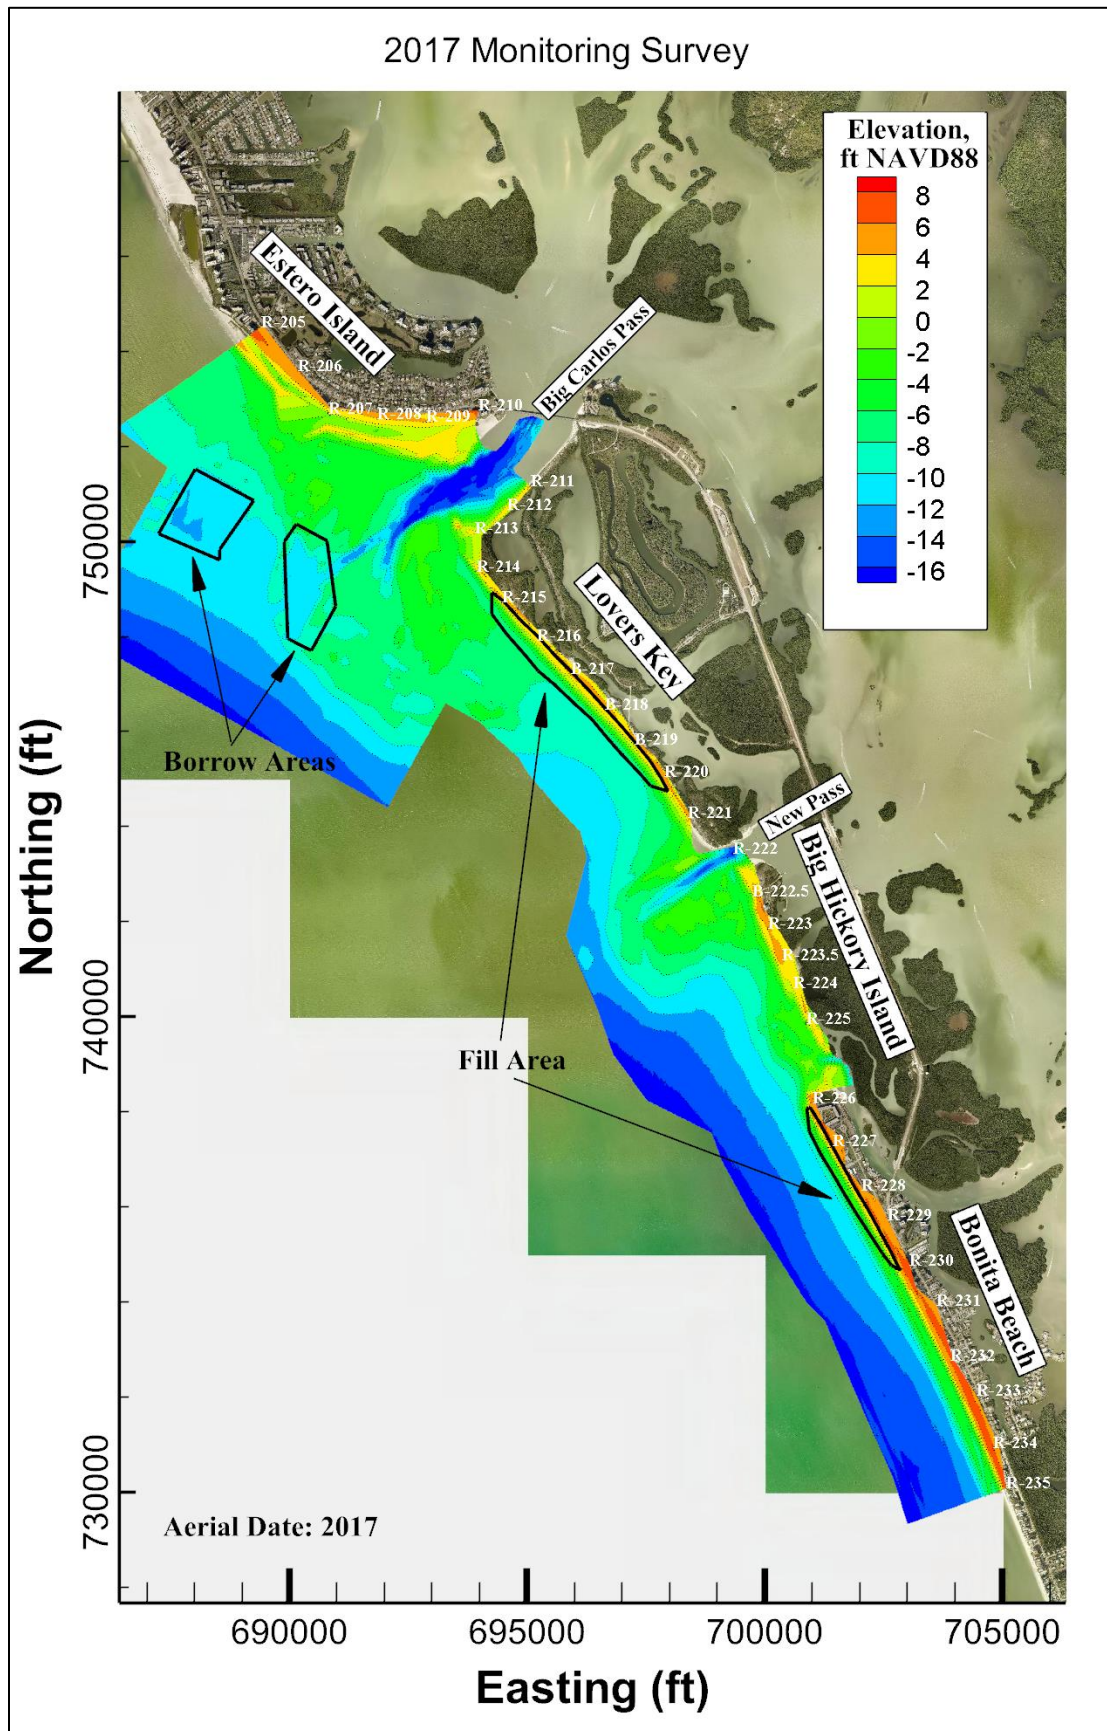 2017 Monitoring Survey
Elevation,
ft NAVD88
8
6
4
2
0
-2
-4
-6
-8
-10
-12
-14
-16
Estero Island
Big Carlos Pass
R-205
R-206
R-207
R-208
R-209
R-210
R-211
R-212
R-213
R-214
R-215
R-216
B-217
B-218
B-219
R-220
R-221
Lovers Key
Borrow Areas
New Pass
R-222
B-222.5
R-223
R-223.5
R-224
R-225
Big Hickory Island
Fill Area
R-226
R-227
R-228
R-229
R-230
R-231
R-232
R-233
R-234
R-235
Bonita Beach
Aerial Date: 2017
Northing (ft)
750000
740000
730000
690000
695000
700000
705000
Easting (ft)